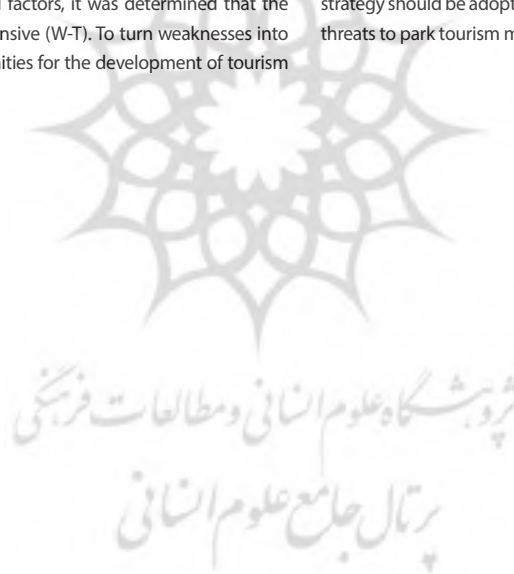 factors, it was determined that the
nsive (W-T). To turn weaknesses into
ities for the development of tourism
strategy should be adopt
threats to park tourism m
پژوهشگاه علوم انسانی و مطالعات فرهنگی
پرتال جامع علوم انسانی